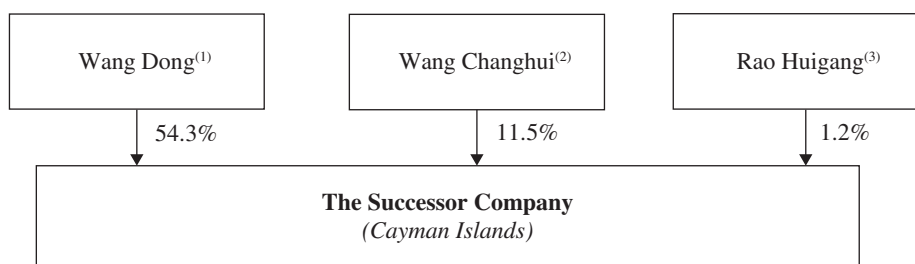 Wang Dong(1)
Wang Changhui(2)
Rao Huigang(3)
54.3%
11.5%
1.2%
The Successor Company
(Cayman Islands)